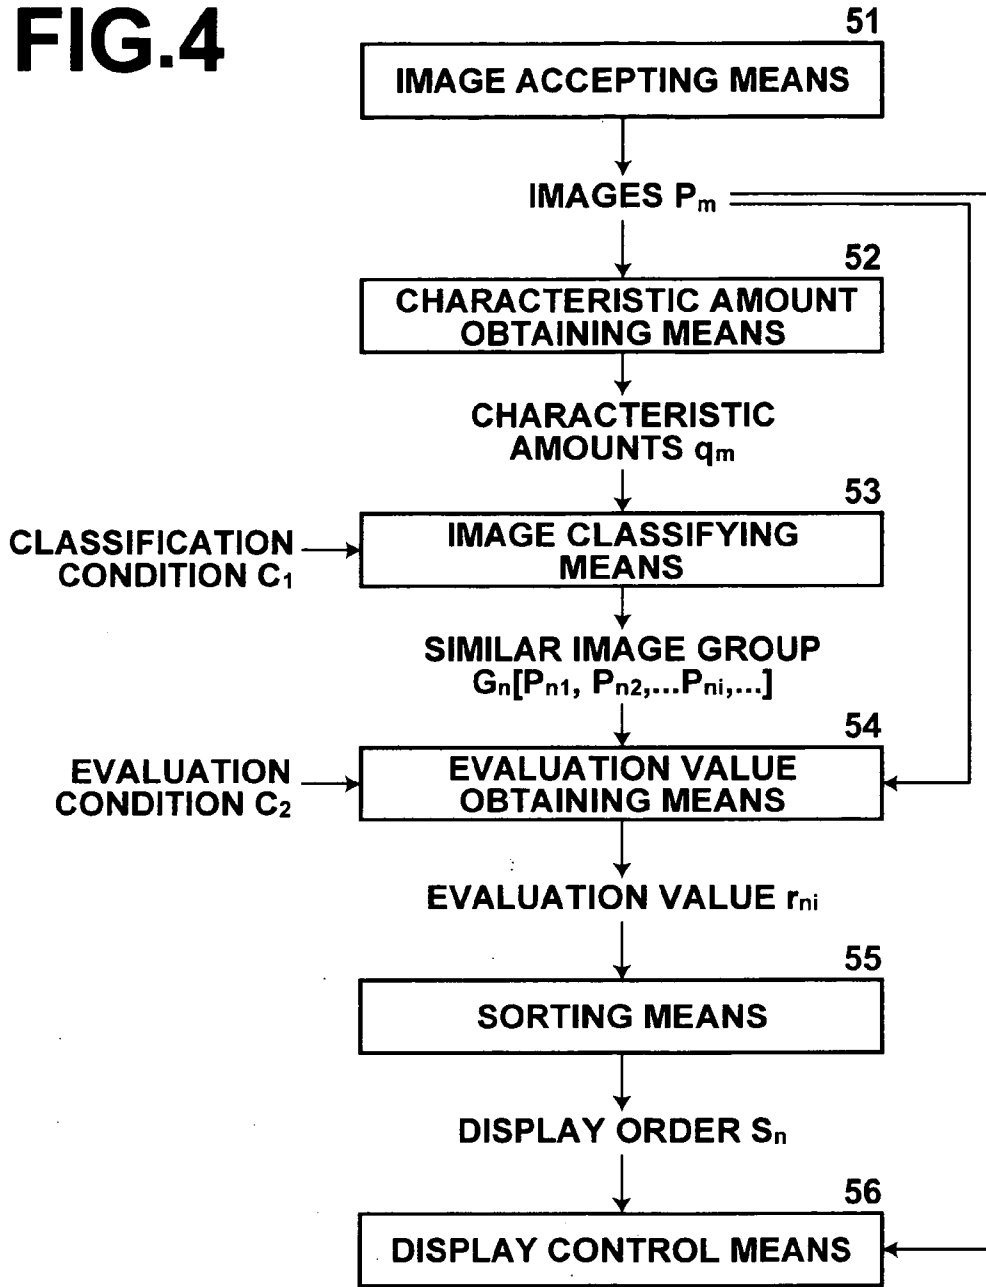 FIG.4
51
IMAGE ACCEPTING MEANS
IMAGES Pm
52
CHARACTERISTIC AMOUNT
OBTAINING MEANS
CHARACTERISTIC
AMOUNTS qm
53
CLASSIFICATION
CONDITION C1
IMAGE CLASSIFYING
MEANS
SIMILAR IMAGE GROUP
Gn[Pn1, Pn2,...Pni,...]
54
EVALUATION
CONDITION C2
EVALUATION VALUE
OBTAINING MEANS
EVALUATION VALUE rni
55
SORTING MEANS
DISPLAY ORDER Sn
56
DISPLAY CONTROL MEANS